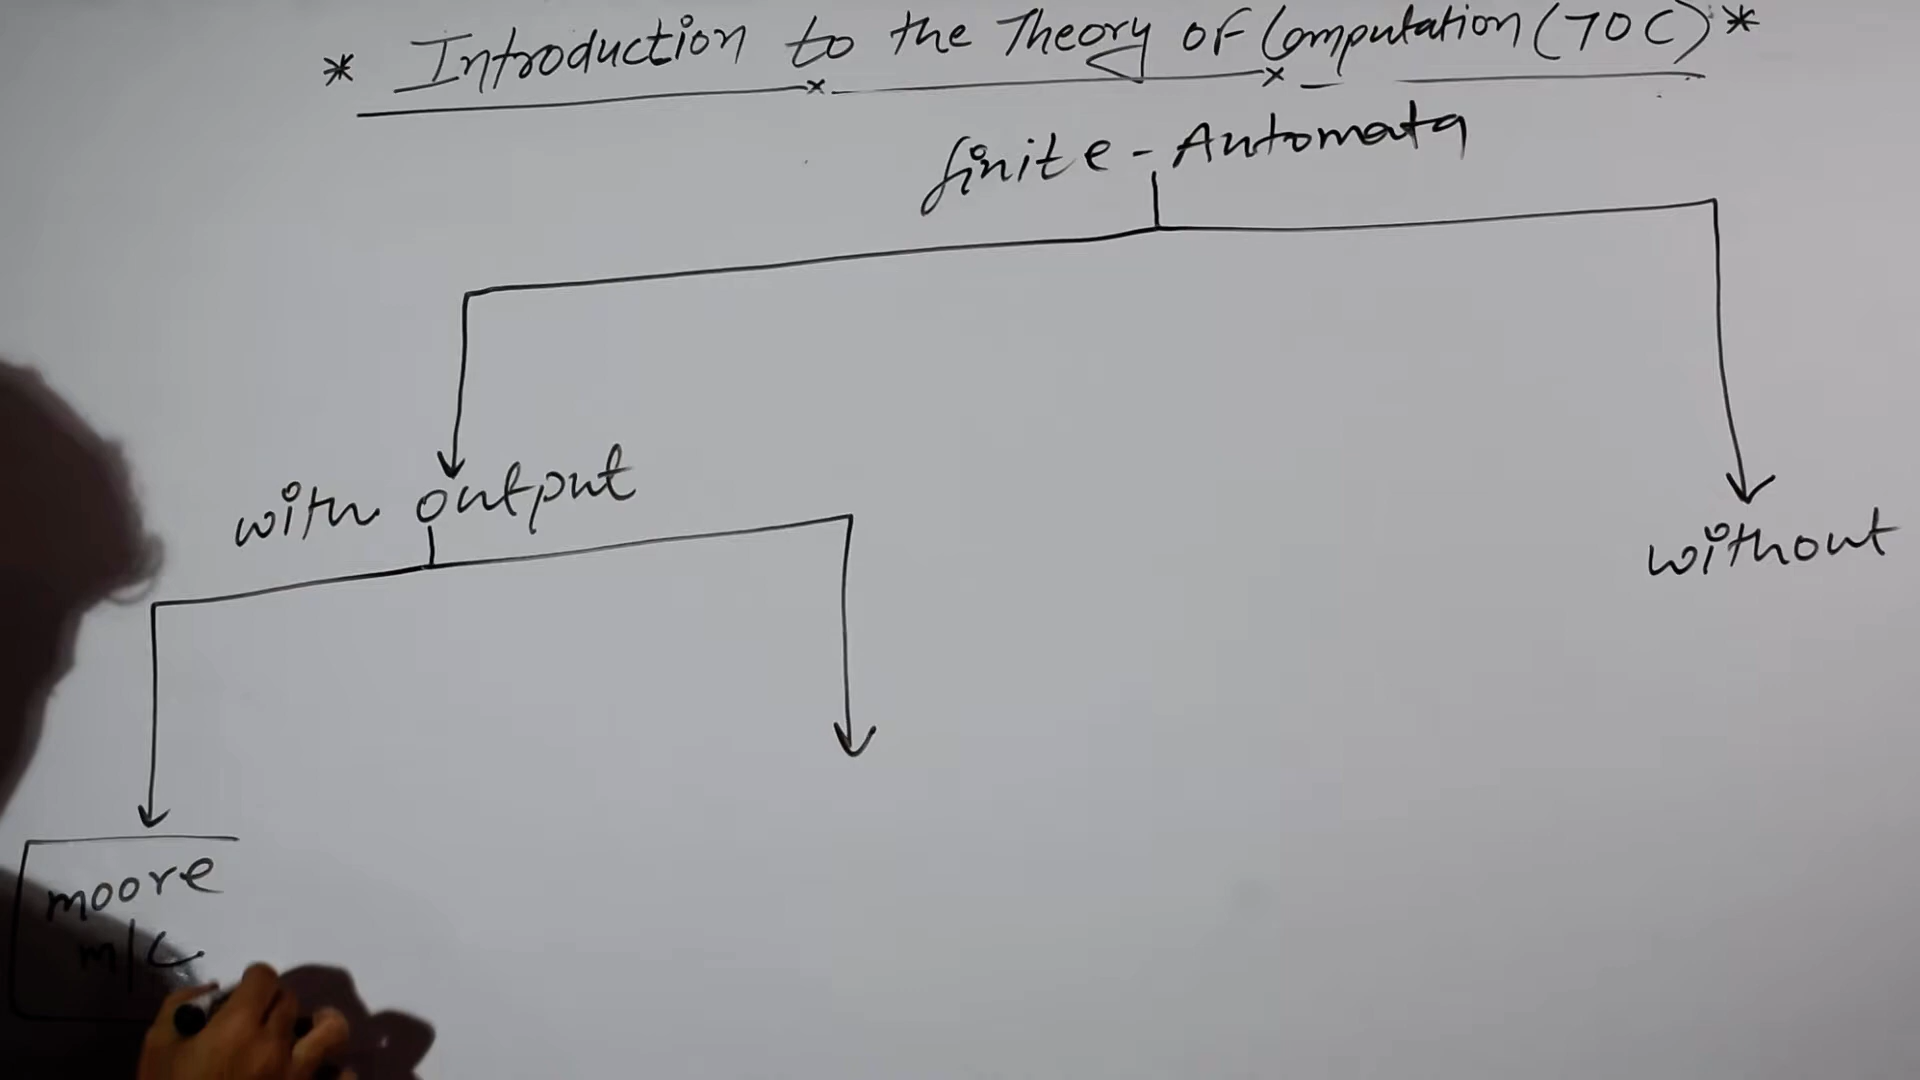 * Introduction to the Theory OF Computation (TOC) *
finite - Automata
with output
without
moore
m/c